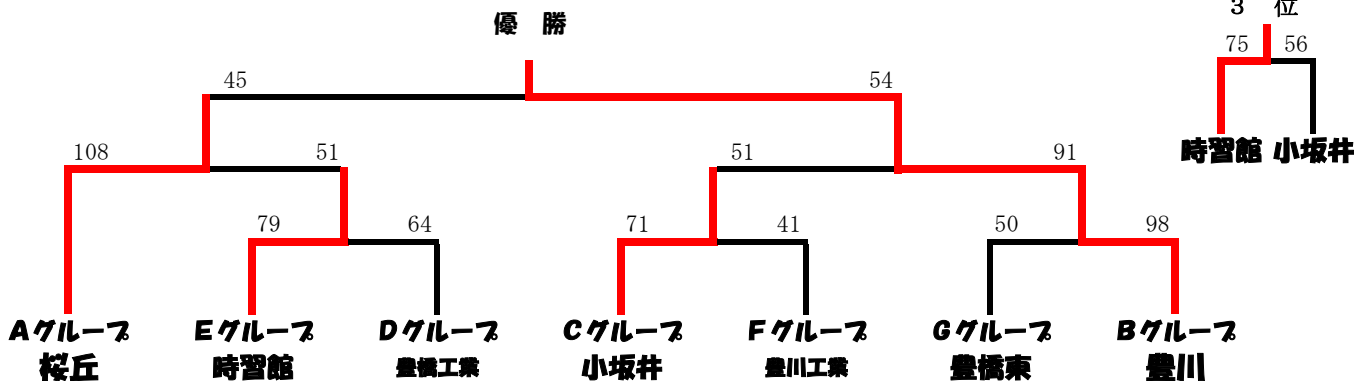 優 勝
3 位
75 56
45 54
108 51 51 91
時習館 小坂井
79 64 71 41 50 98
Aグループ Eグループ Dグループ Cグループ Fグループ Gグループ Bグループ
桜丘 時習館 豊橋工業 小坂井 豊川工業 豊橋東 豊川